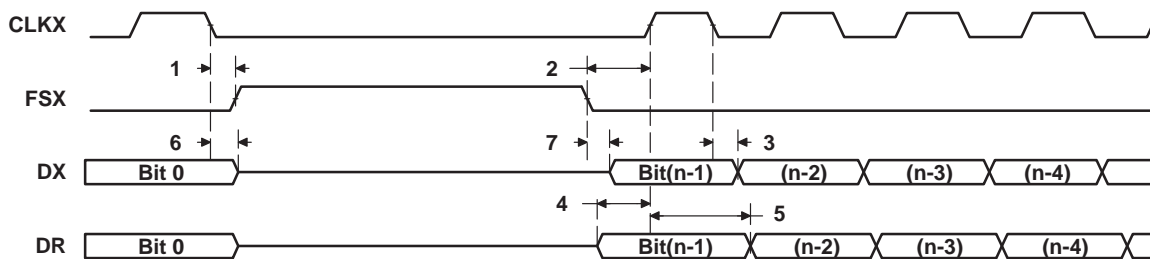 CLKX
1 2
FSX
6 7 3
DX Bit 0 Bit(n-1) (n-2) (n-3) (n-4)
4 5
DR Bit 0 Bit(n-1) (n-2) (n-3) (n-4)